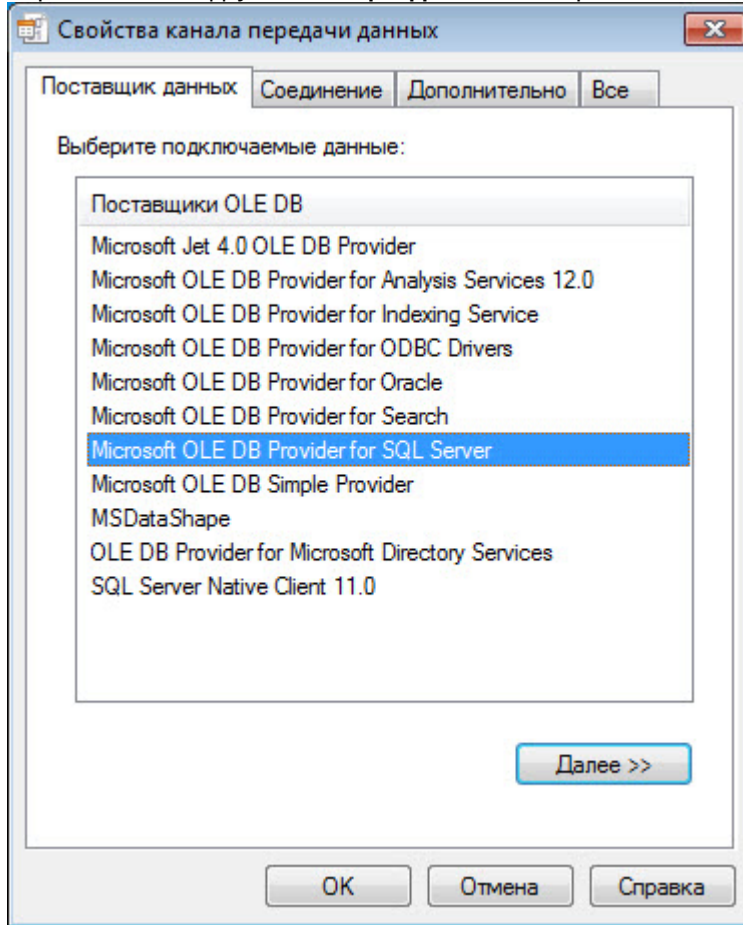 Свойства канала передачи данных
Поставщик данных Соединение Дополнительно Все
Выберите подключаемые данные:
Поставщики OLE DB
Microsoft Jet 4.0 OLE DB Provider
Microsoft OLE DB Provider for Analysis Services 12.0
Microsoft OLE DB Provider for Indexing Service
Microsoft OLE DB Provider for ODBC Drivers
Microsoft OLE DB Provider for Oracle
Microsoft OLE DB Provider for Search
Microsoft OLE DB Provider for SQL Server
Microsoft OLE DB Simple Provider
MSDataShape
OLE DB Provider for Microsoft Directory Services
SQL Server Native Client 11.0
Далее >>
OK Отмена Справка